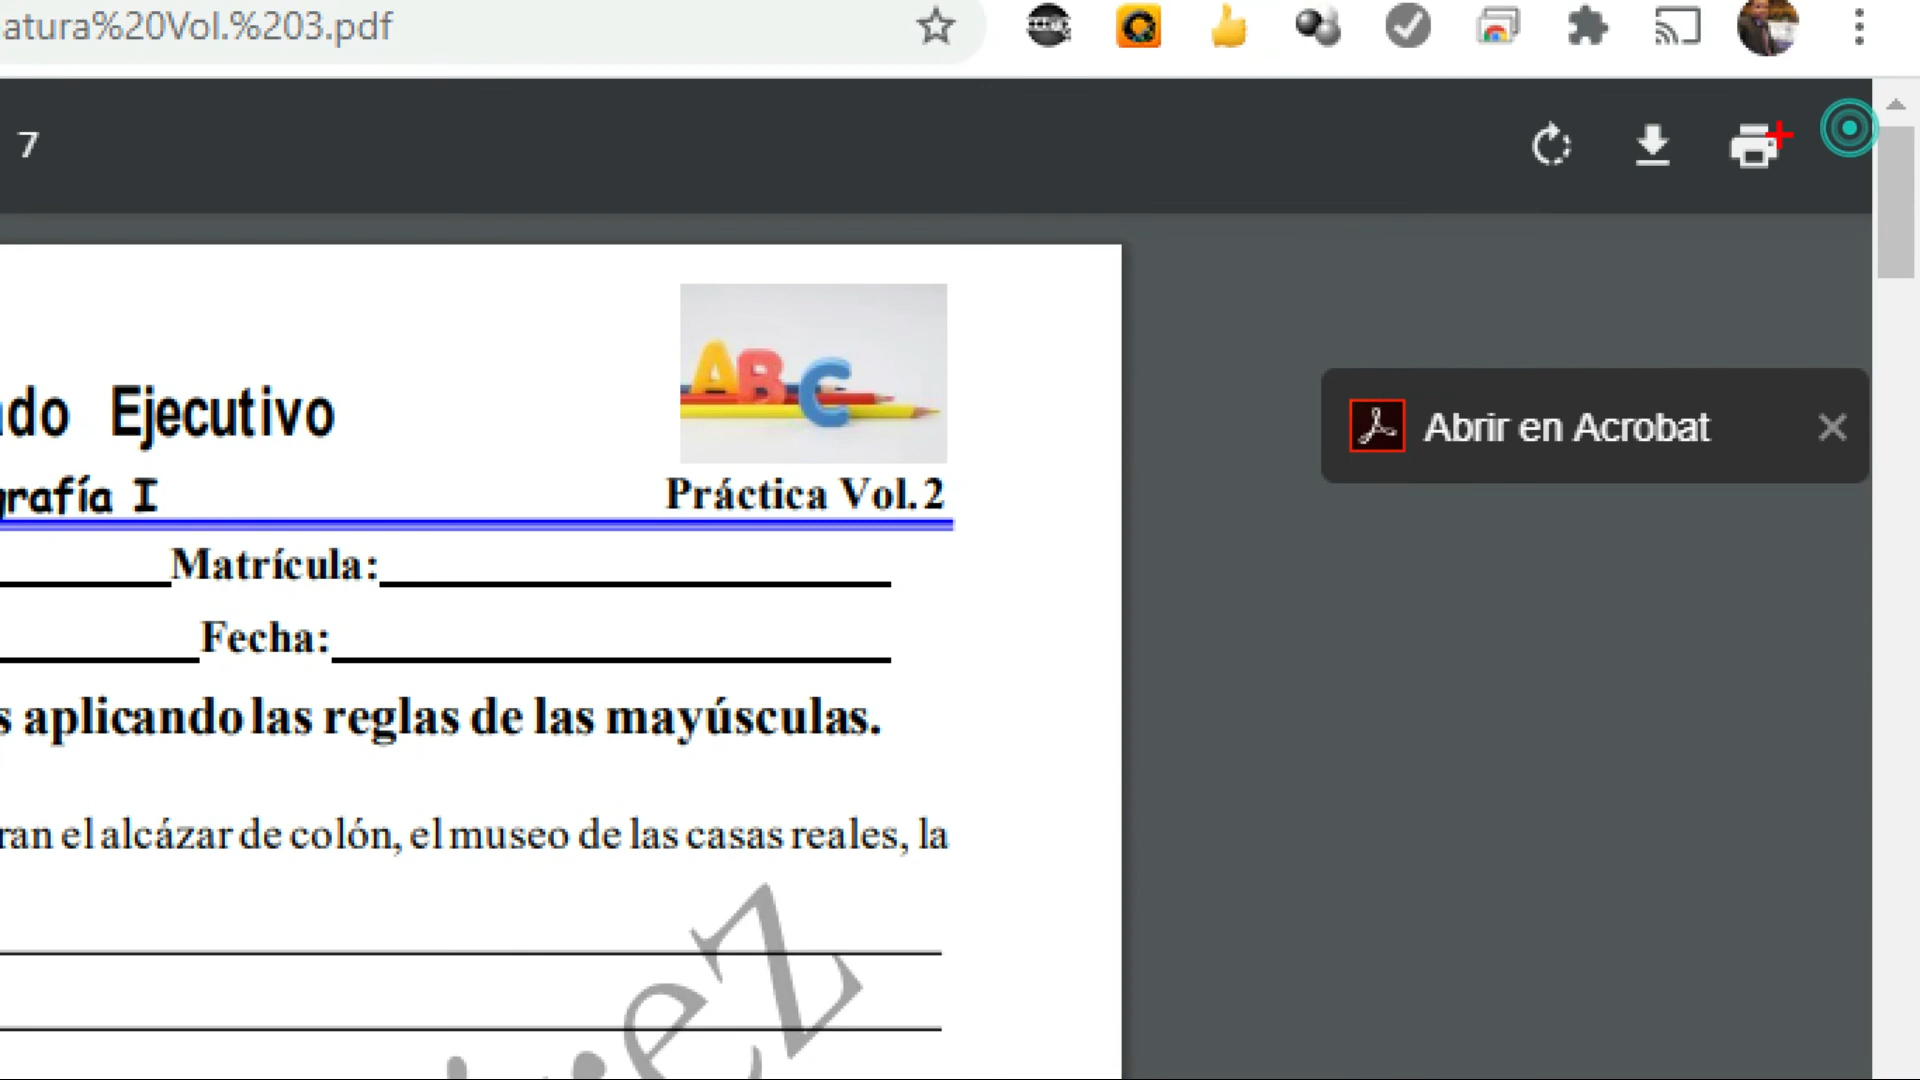 atura%20Vol.%203.pdf
7
ABC
Ejecutivo
Abrir en Acrobat
grafía I
Práctica Vol.2
Matrícula:
Fecha:
s aplicando las reglas de las mayúsculas.
ran el alcázar de colón, el museo de las casas reales, la
ez